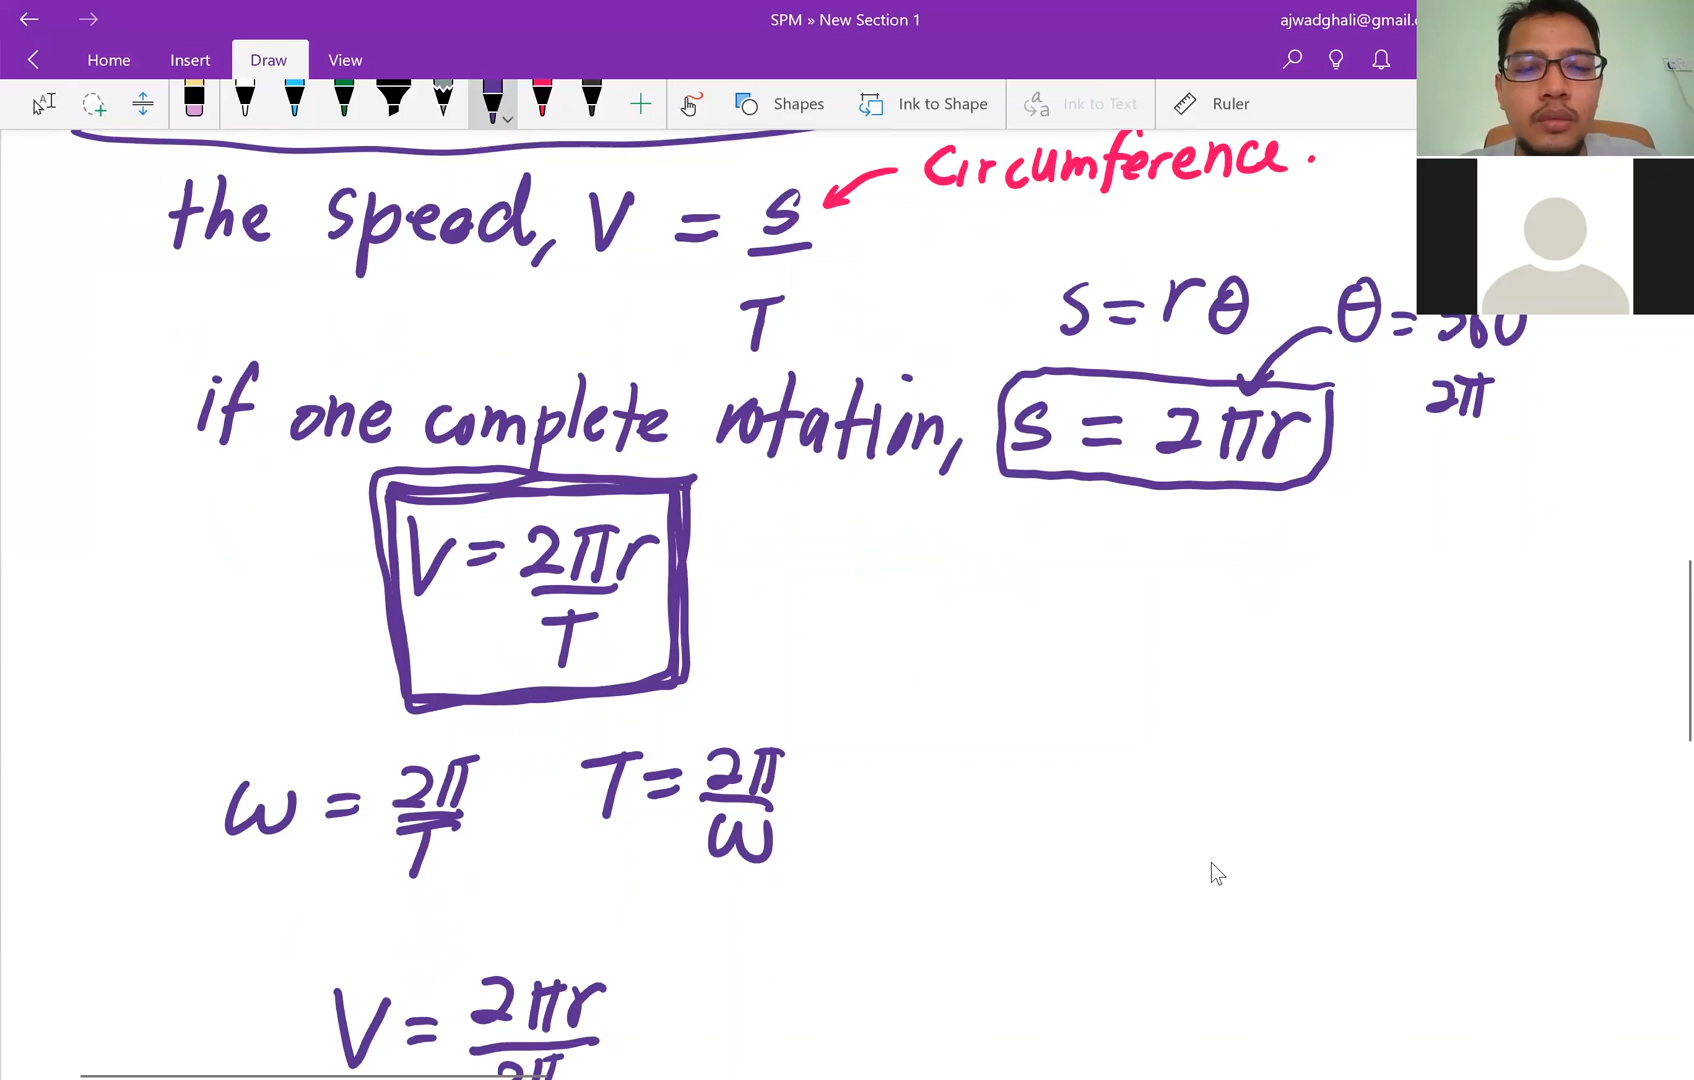 SPM » New Section 1
ajwadghali@gmail.c
Home Insert Draw View
Shapes Ink to Shape Ink to Text Ruler
Circumference.
the speed, V = s/T
s = rθ θ = 360
2π
if one complete rotation, s = 2πr
V = 2πr/T
ω = 2π/T T = 2π/ω
V = 2πr/2π